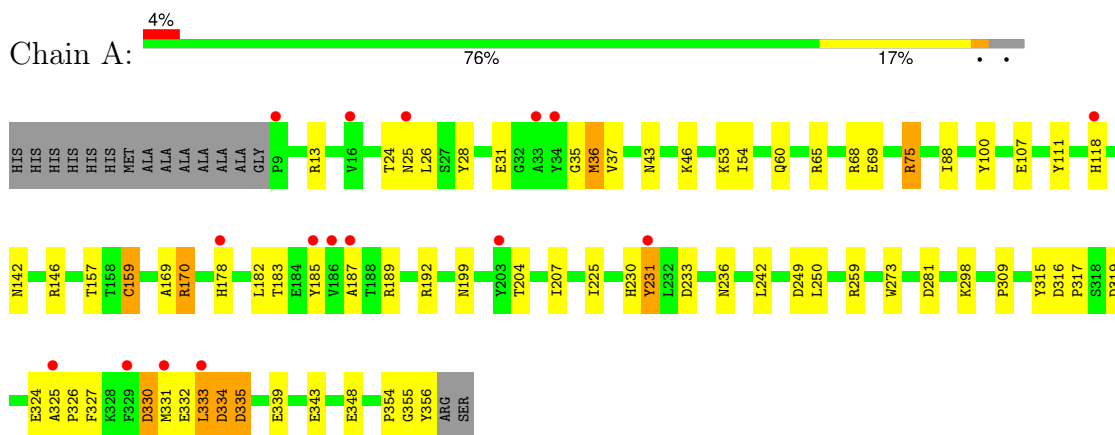 4%
Chain A:
76% 17% • •
HIS HIS HIS HIS HIS HIS MET ALA ALA ALA ALA ALA ALA GLY P9 R13 V16 T24 N25 L26 S27 Y28 E31 G32 A33 Y34 G35 M36 V37 N43 K46 K53 I54 Q60 R65 R68 E69 R75 I88 Y100 E107 Y111 H118
N142 R146 T157 T158 C159 A169 R170 H178 L182 T183 E184 Y185 V186 A187 T188 R189 R192 N199 Y203 T204 I207 I225 H230 Y231 L232 D233 N236 L242 D249 L250 R259 W273 D281 K298 P309 Y315 D316 P317 S318 D319
E324 A325 P326 F327 K328 F329 D330 M331 E332 L333 D334 D335 E339 E343 E348 P354 G355 Y356 ARG SER